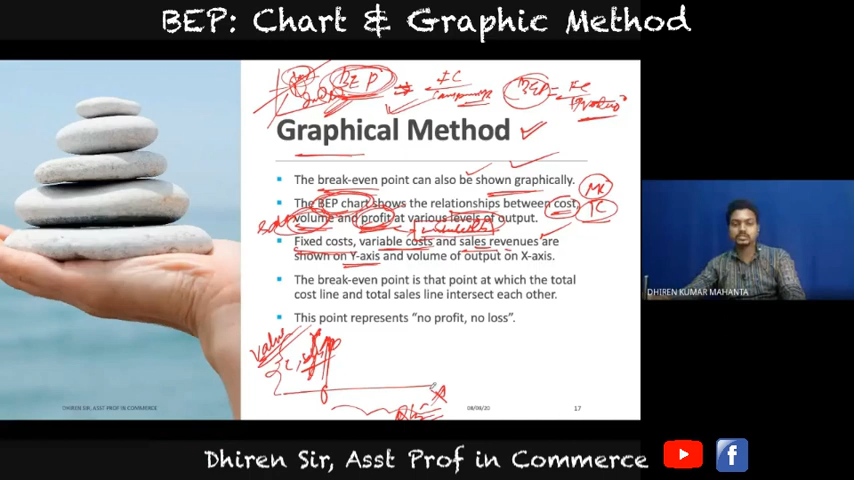 BEP: Chart & Graphic Method
BEP ⇒ FC
BEP = FC
Graphical Method
The break-even point can also be shown graphically.
The BEP chart shows the relationships between cost,
volume and profit at various levels of output.
Fixed costs, variable costs and sales revenues are
shown on Y-axis and volume of output on X-axis.
The break-even point is that point at which the total
cost line and total sales line intersect each other.
This point represents “no profit, no loss”.
Value
DHIREN KUMAR MAHANTA
DHIREN SIR, ASST PROF IN COMMERCE
08/08/20
17
Dhiren Sir, Asst Prof in Commerce